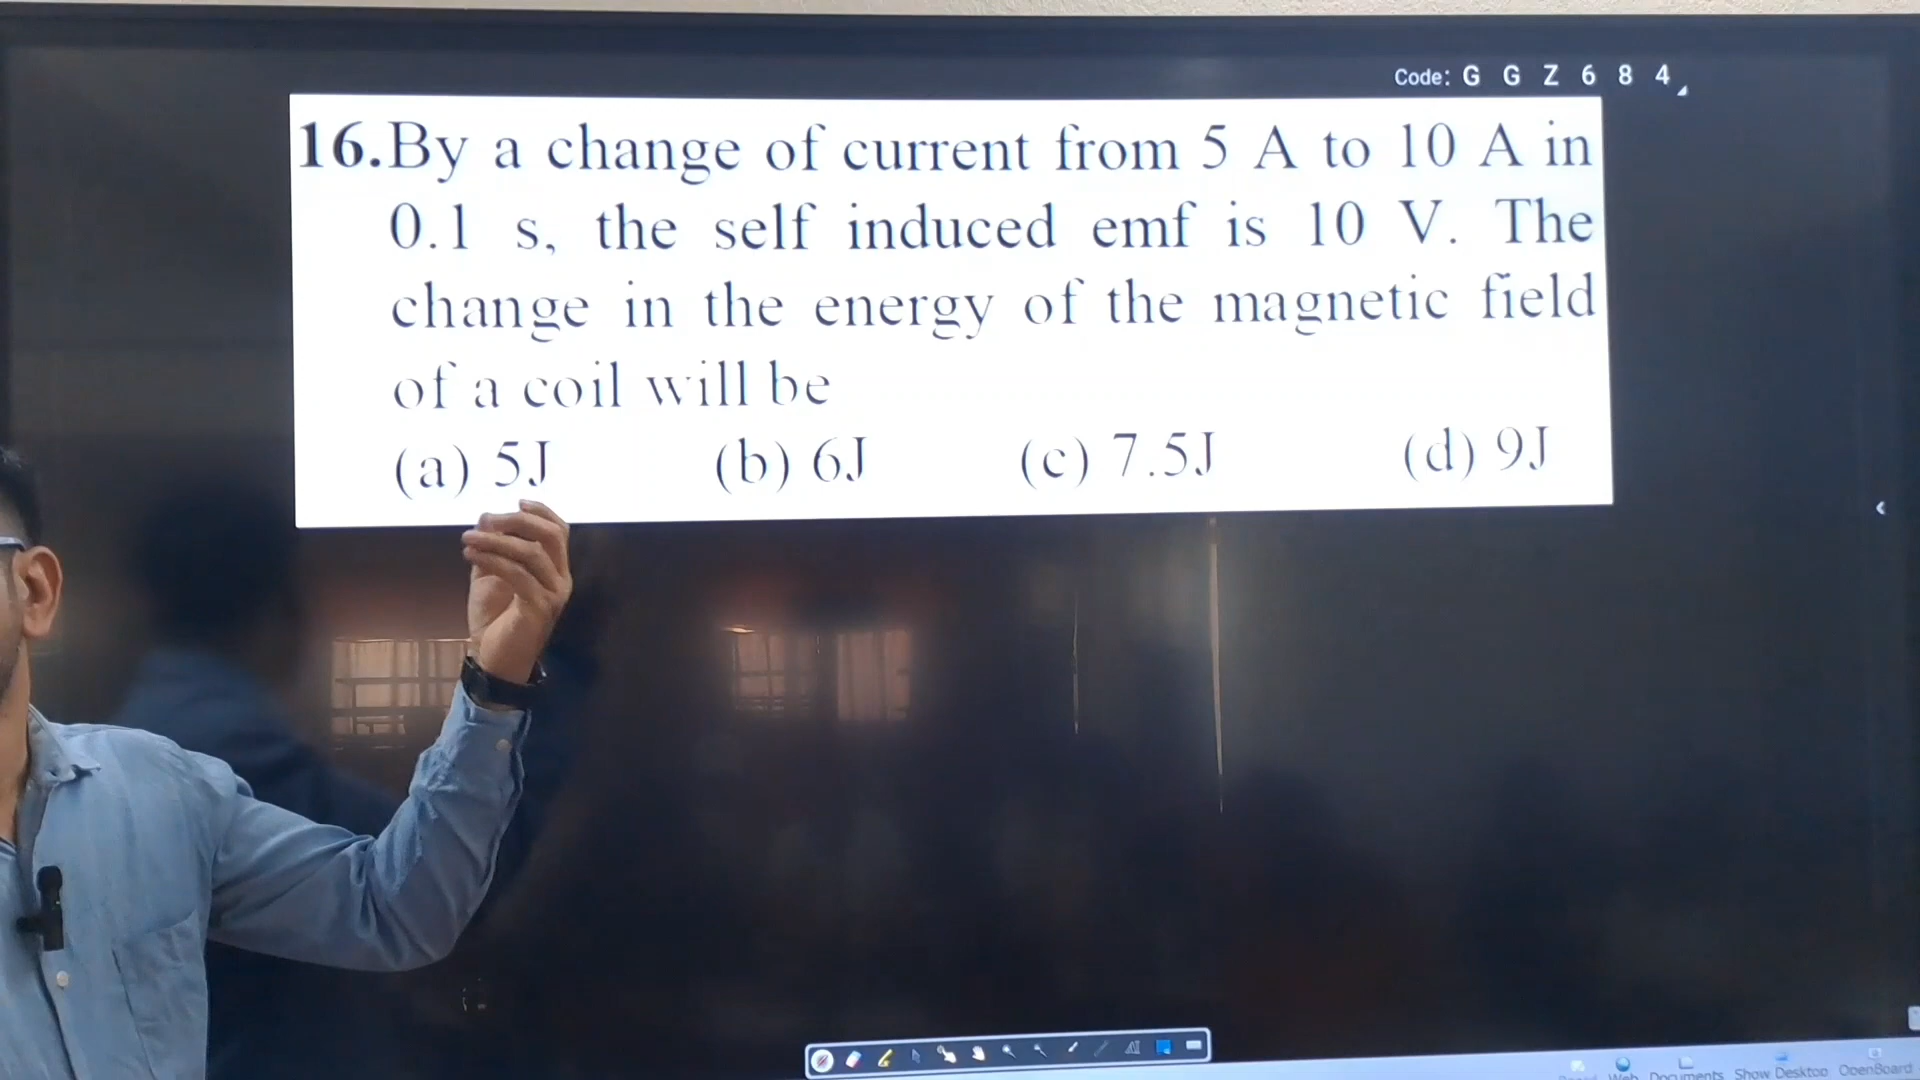 Code: G G Z 6 8 4
16.By a change of current from 5 A to 10 A in
0.1 s, the self induced emf is 10 V. The
change in the energy of the magnetic field
of a coil will be
(a) 5J (b) 6J (c) 7.5J (d) 9J
Web Documents Show Desktop OpenBoard